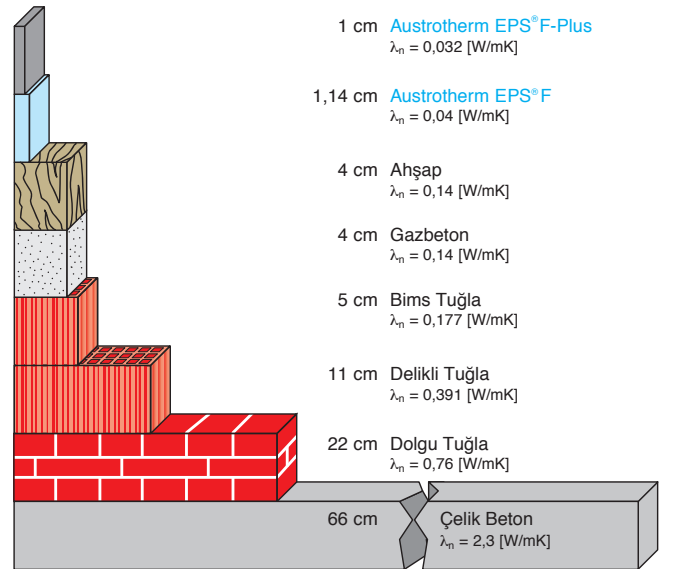 1 cm Austrotherm EPS® F-Plus
λn = 0,032 [W/mK]
1,14 cm Austrotherm EPS® F
λn = 0,04 [W/mK]
4 cm Ahşap
λn = 0,14 [W/mK]
4 cm Gazbeton
λn = 0,14 [W/mK]
5 cm Bims Tuğla
λn = 0,177 [W/mK]
11 cm Delikli Tuğla
λn = 0,391 [W/mK]
22 cm Dolgu Tuğla
λn = 0,76 [W/mK]
66 cm Çelik Beton
λn = 2,3 [W/mK]